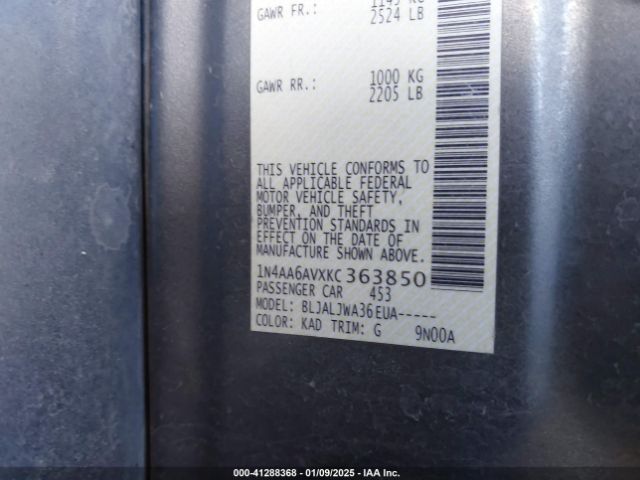 GAWR FR.: 1145 KG
2524 LB
GAWR RR.: 1000 KG
2205 LB
THIS VEHICLE CONFORMS TO
ALL APPLICABLE FEDERAL
MOTOR VEHICLE SAFETY,
BUMPER, AND THEFT
PREVENTION STANDARDS IN
EFFECT ON THE DATE OF
MANUFACTURE SHOWN ABOVE.
1N4AA6AVXKC363850
PASSENGER CAR 453
MODEL: BLJALJWA36EUA-----
COLOR: KAD TRIM: G 9N00A
000-41288368 - 01/09/2025 - IAA Inc.